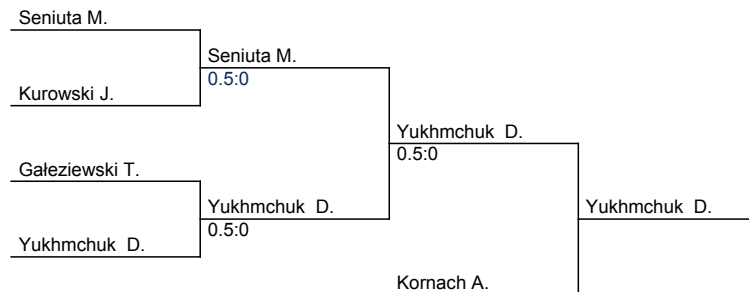 Seniuta M.
Seniuta M.
0.5:0
Kurowski J.
Yukhmchuk  D.
0.5:0
Gałeziewski T.
Yukhmchuk  D.
Yukhmchuk  D.
0.5:0
Yukhmchuk  D.
Kornach A.